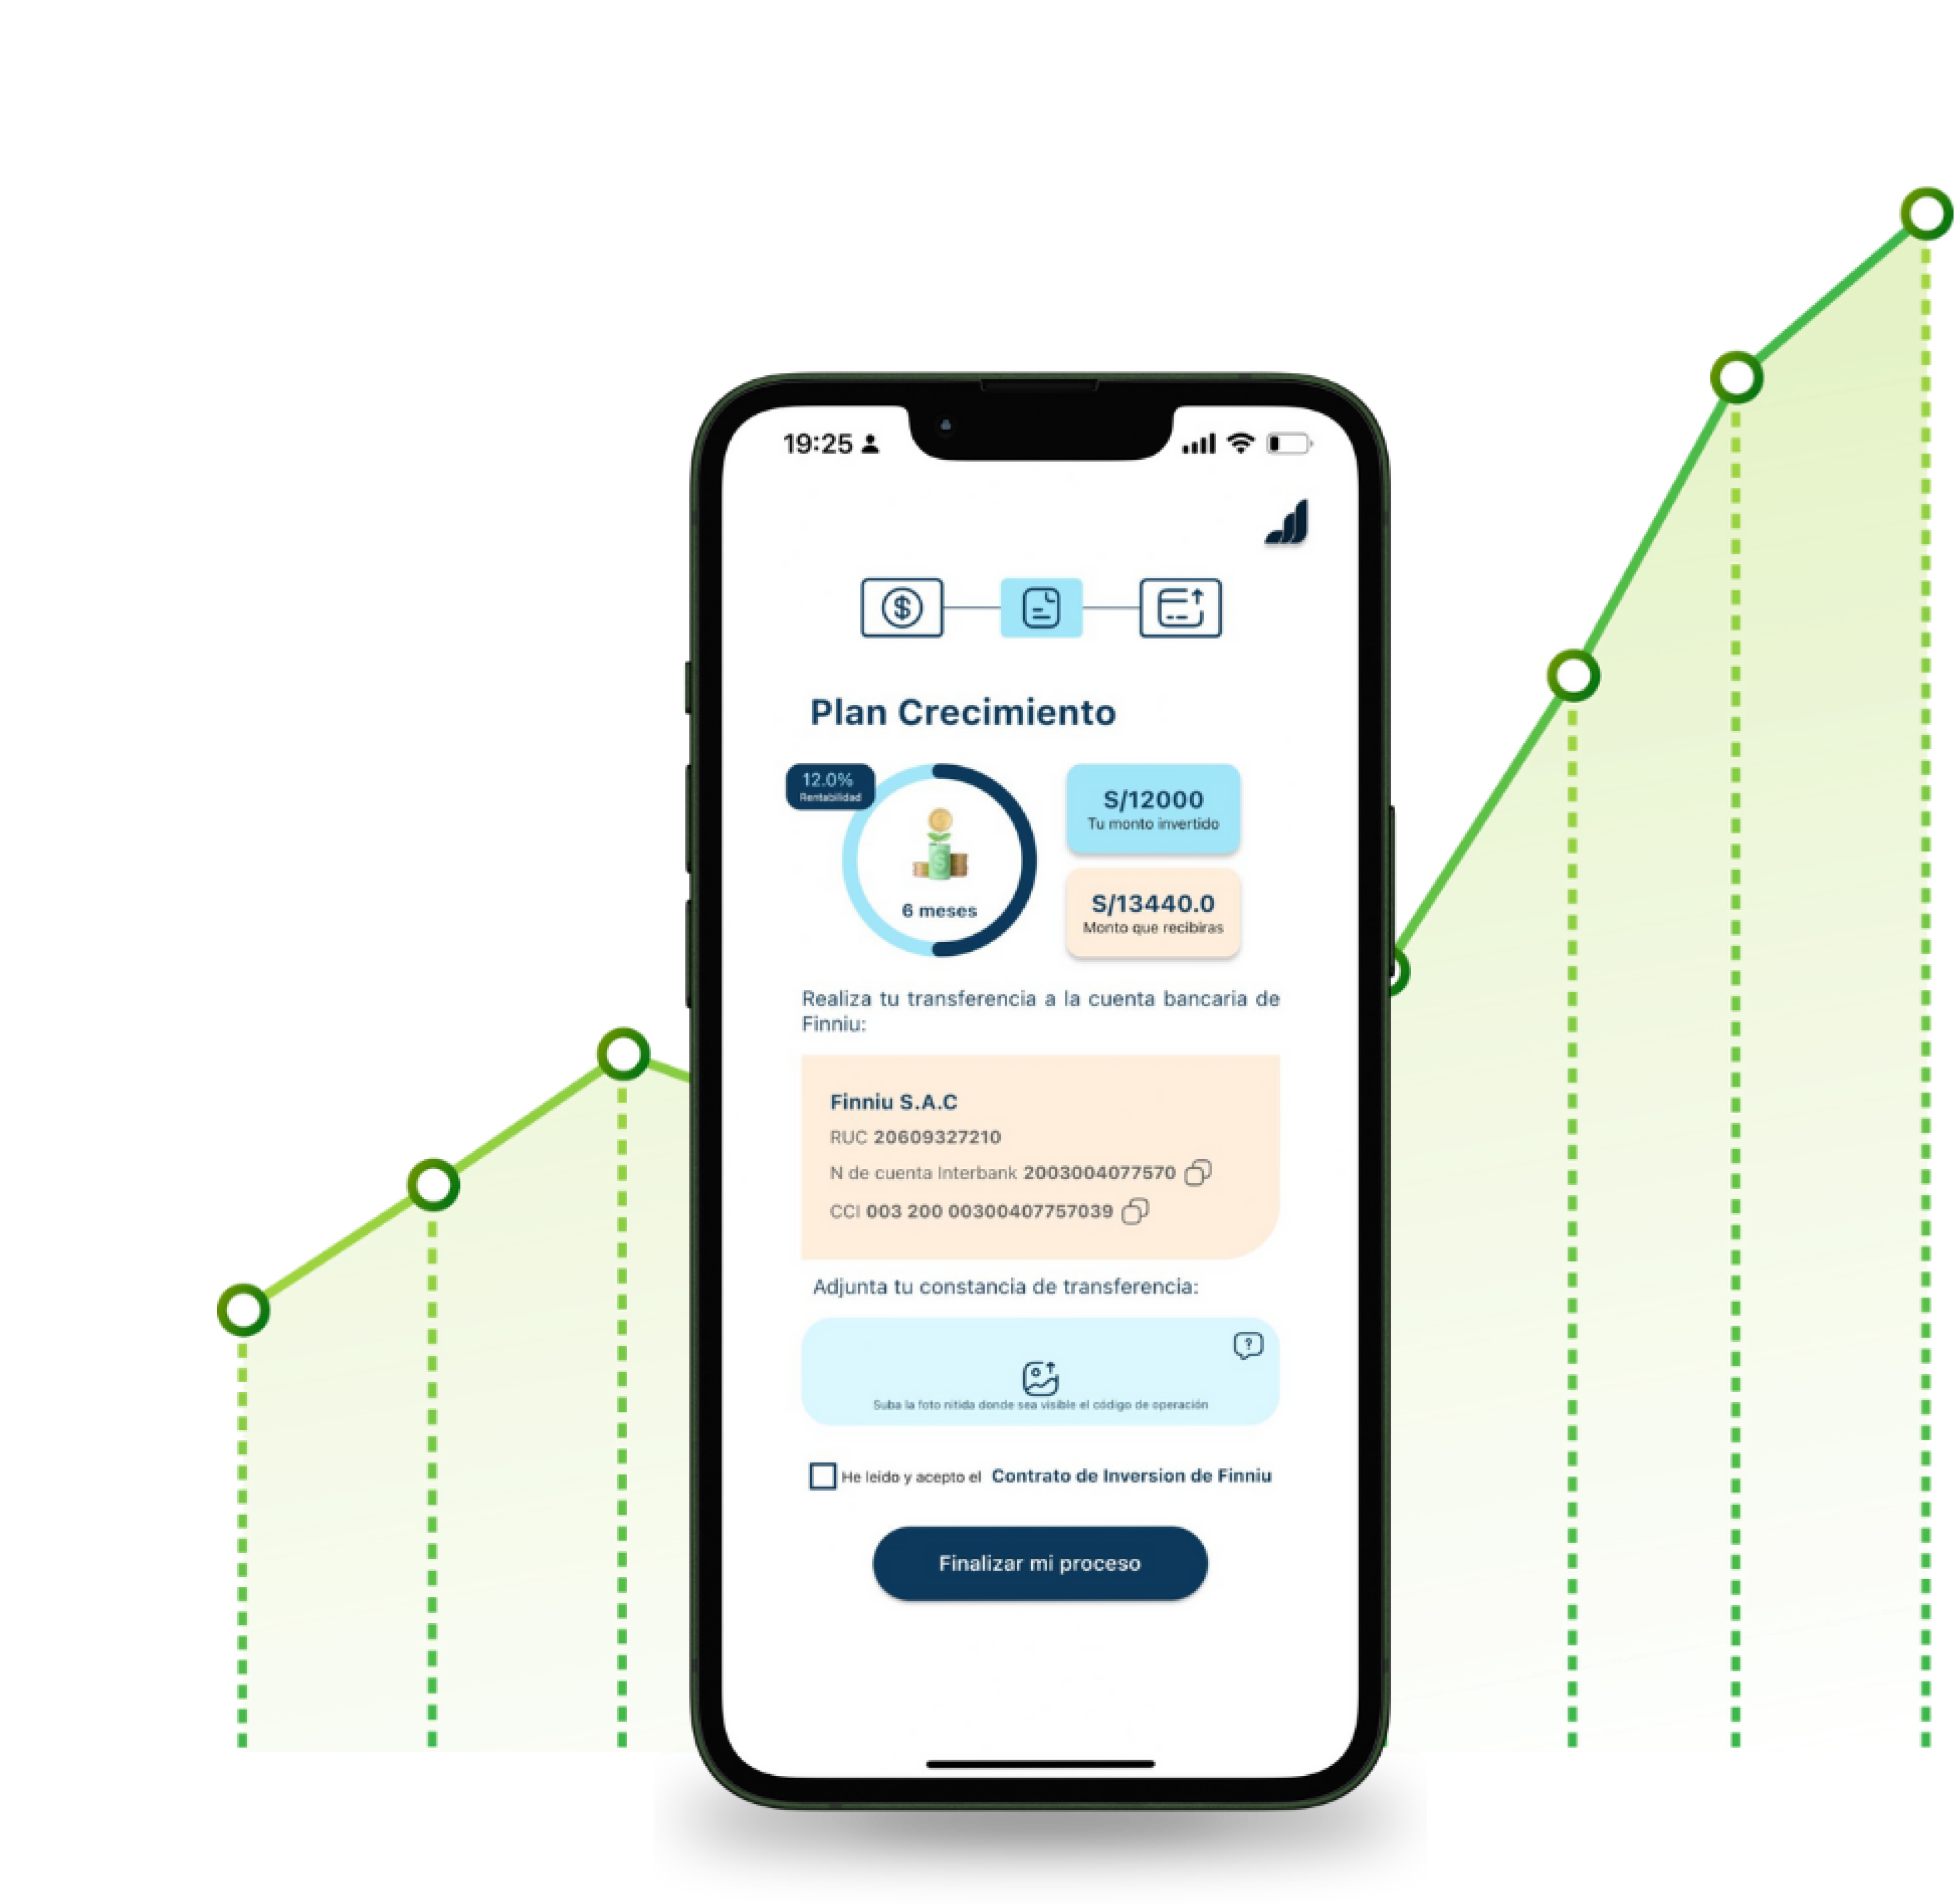 19:25
Plan Crecimiento
12.0%
Rentabilidad
6 meses
S/12000
Tu monto invertido
S/13440.0
Monto que recibiras
Realiza tu transferencia a la cuenta bancaria de
Finniu:
Finniu S.A.C
RUC 20609327210
N de cuenta Interbank 2003004077570
CCI 003 200 00300407757039
Adjunta tu constancia de transferencia:
Suba la foto nitida donde sea visible el código de operación
He leido y acepto el Contrato de Inversion de Finniu
Finalizar mi proceso